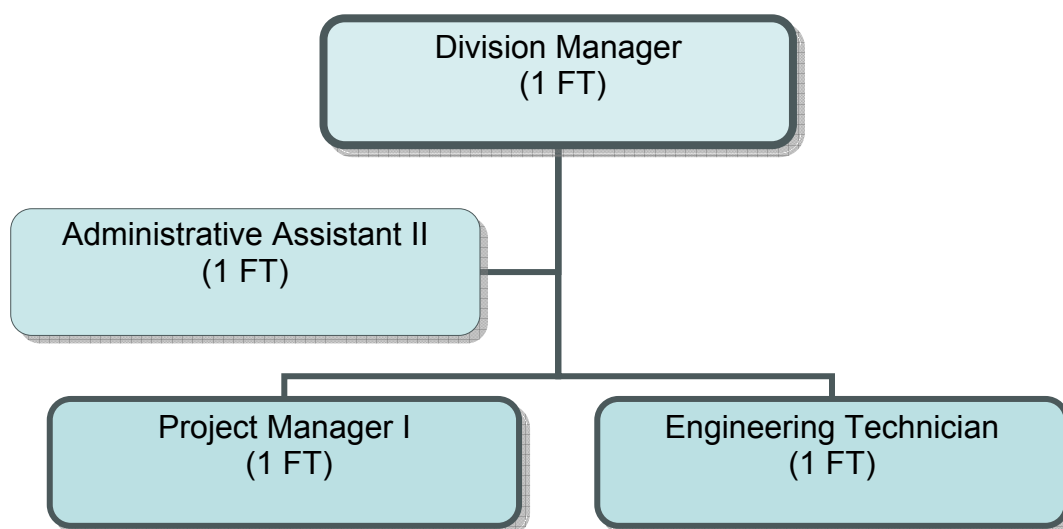 Division Manager
(1 FT)
Administrative Assistant II
(1 FT)
Project Manager I
(1 FT)
Engineering Technician
(1 FT)